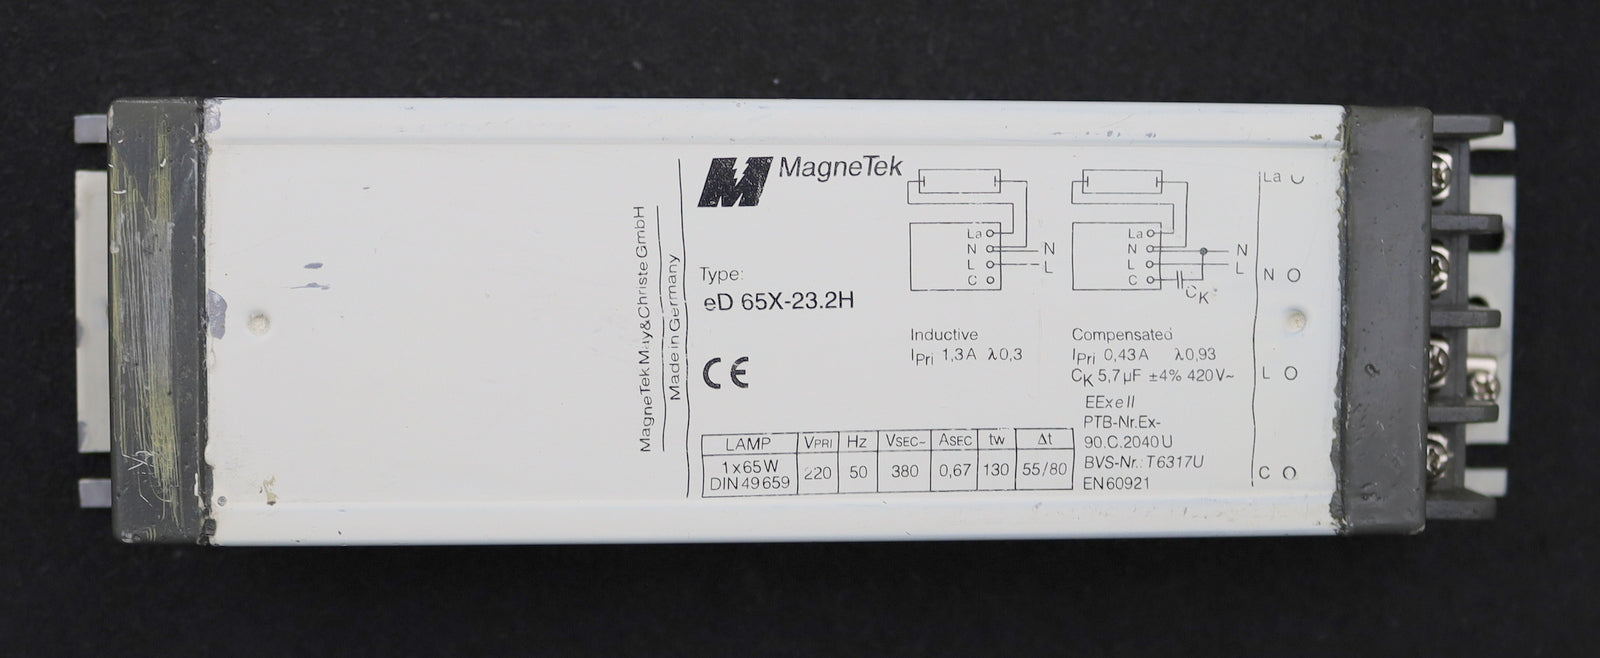 MagneTek May&Christe GmbH
Made in Germany
MagneTek
Type:
eD 65X-23.2H
CE
La
N
L
C
N
L
Inductive
IPri 1,3A λ0,3
La
N
L
C
N
L
CK
Compensated
IPri 0,43A λ0,93
CK 5,7µF ±4% 420V~
EExeII
PTB-Nr.Ex-
90.C.2040U
BVS-Nr.: T6317U
EN60921
LAMP VPRI Hz VSEC~ ASEC tw Δt
1x65W
DIN 49659 220 50 380 0,67 130 55/80
La
N
L
C